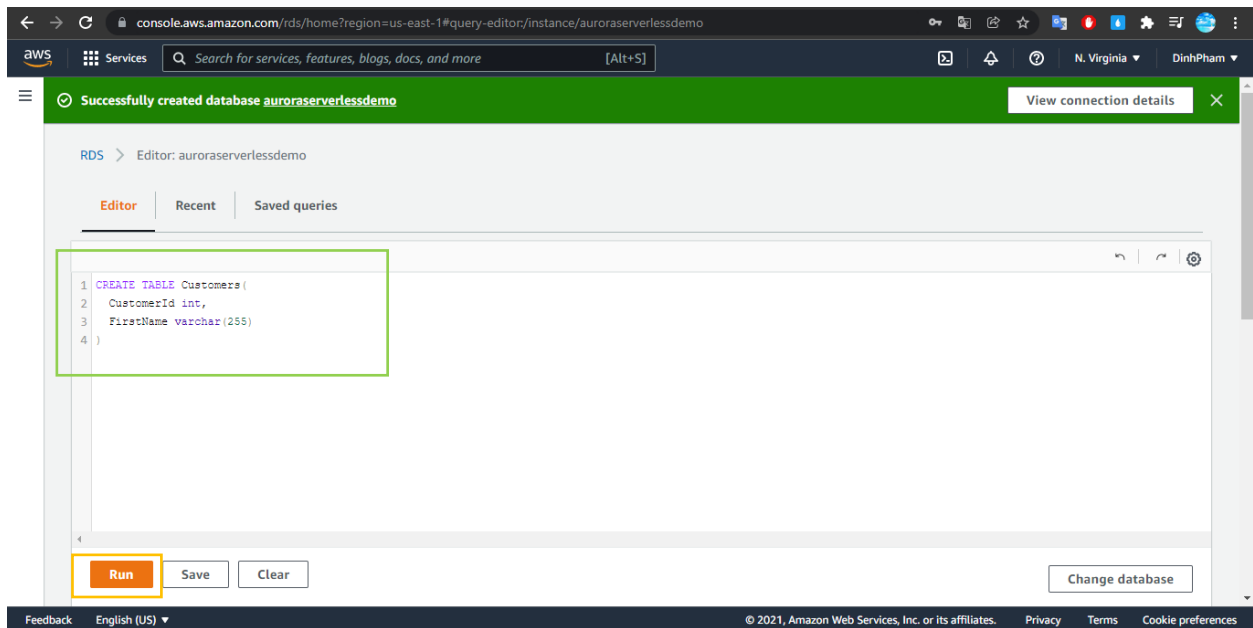 console.aws.amazon.com/rds/home?region=us-east-1#query-editor:/instance/auroraserverlessdemo
aws Services Search for services, features, blogs, docs, and more [Alt+S] N. Virginia ▼ DinhPham ▼
Successfully created database auroraserverlessdemo View connection details
RDS > Editor: auroraserverlessdemo
Editor Recent Saved queries
1 CREATE TABLE Customers(
2 CustomerId int,
3 FirstName varchar(255)
4 )
Run Save Clear Change database
Feedback English (US) ▼ © 2021, Amazon Web Services, Inc. or its affiliates. Privacy Terms Cookie preferences